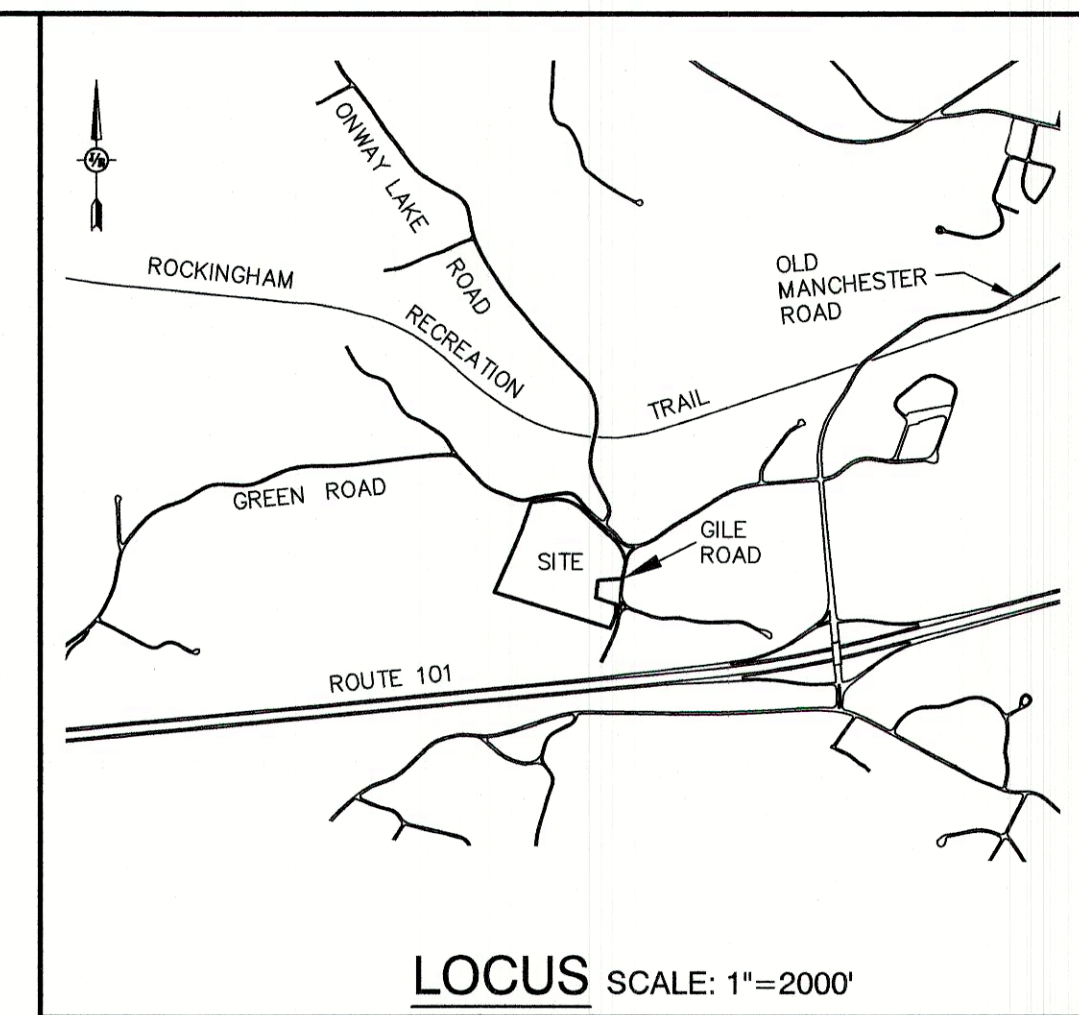 ONWAY LAKE
ROAD
ROCKINGHAM
RECREATION
TRAIL
OLD
MANCHESTER
ROAD
GREEN ROAD
GILE
ROAD
SITE
ROUTE 101
LOCUS SCALE: 1"=2000'